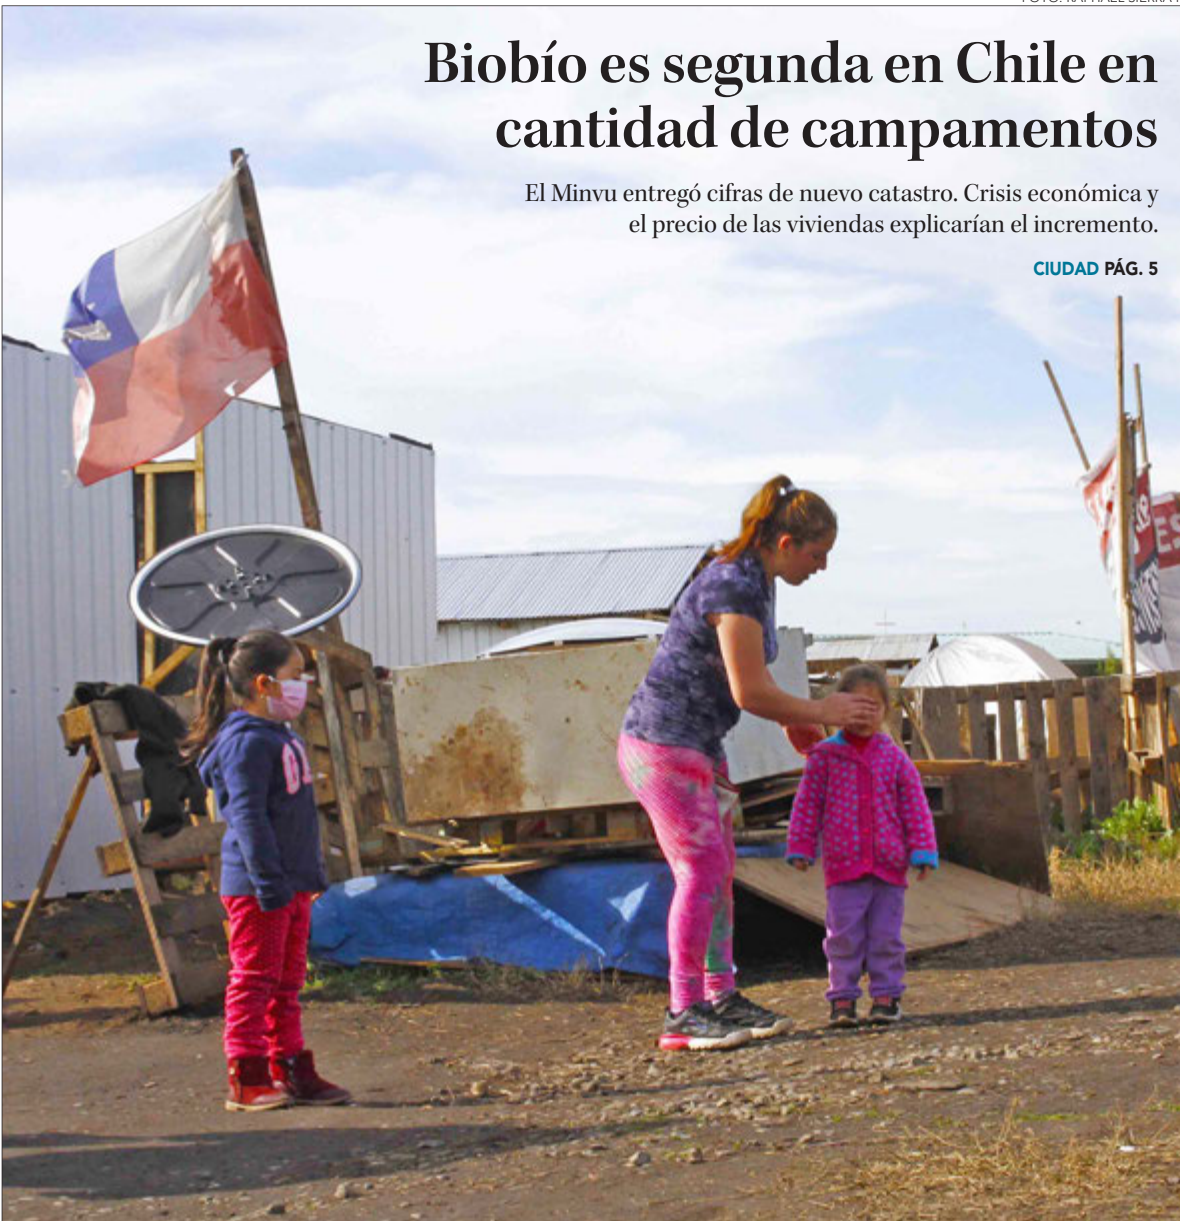 Biobío es segunda en Chile en
cantidad de campamentos
El Minvu entregó cifras de nuevo catastro. Crisis económica y
el precio de las viviendas explicarían el incremento.
CIUDAD PÁG. 5
ES